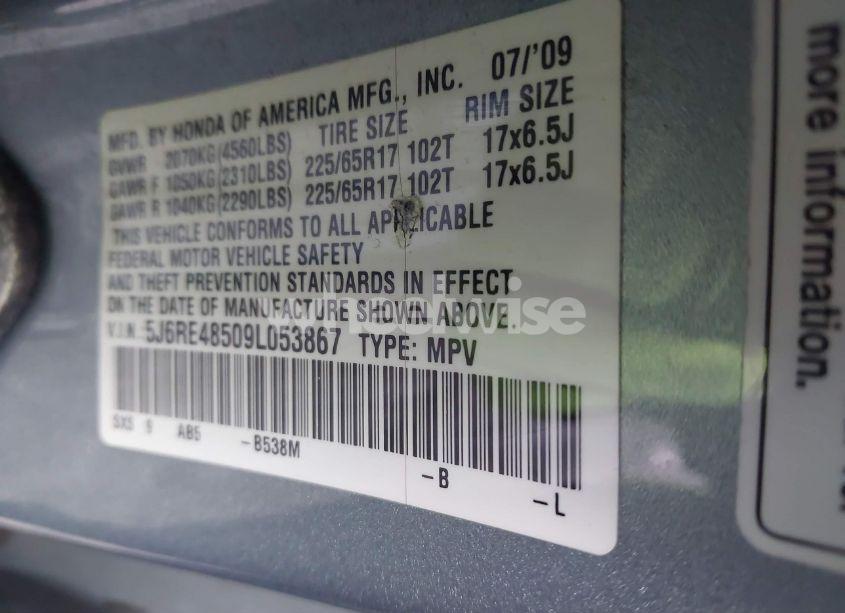 MFD. BY HONDA OF AMERICA MFG., INC. 07/'09
GVWR 2070KG(4560LBS) TIRE SIZE RIM SIZE
GAWR F 1050KG(2310LBS) 225/65R17 102T 17x6.5J
GAWR R 1040KG(2290LBS) 225/65R17 102T 17x6.5J
THIS VEHICLE CONFORMS TO ALL APPLICABLE
FEDERAL MOTOR VEHICLE SAFETY
AND THEFT PREVENTION STANDARDS IN EFFECT
ON THE DATE OF MANUFACTURE SHOWN ABOVE.
V.I.N 5J6RE48509L053867 TYPE: MPV
SX5 9 AB5 -B538M -B -L
more information.